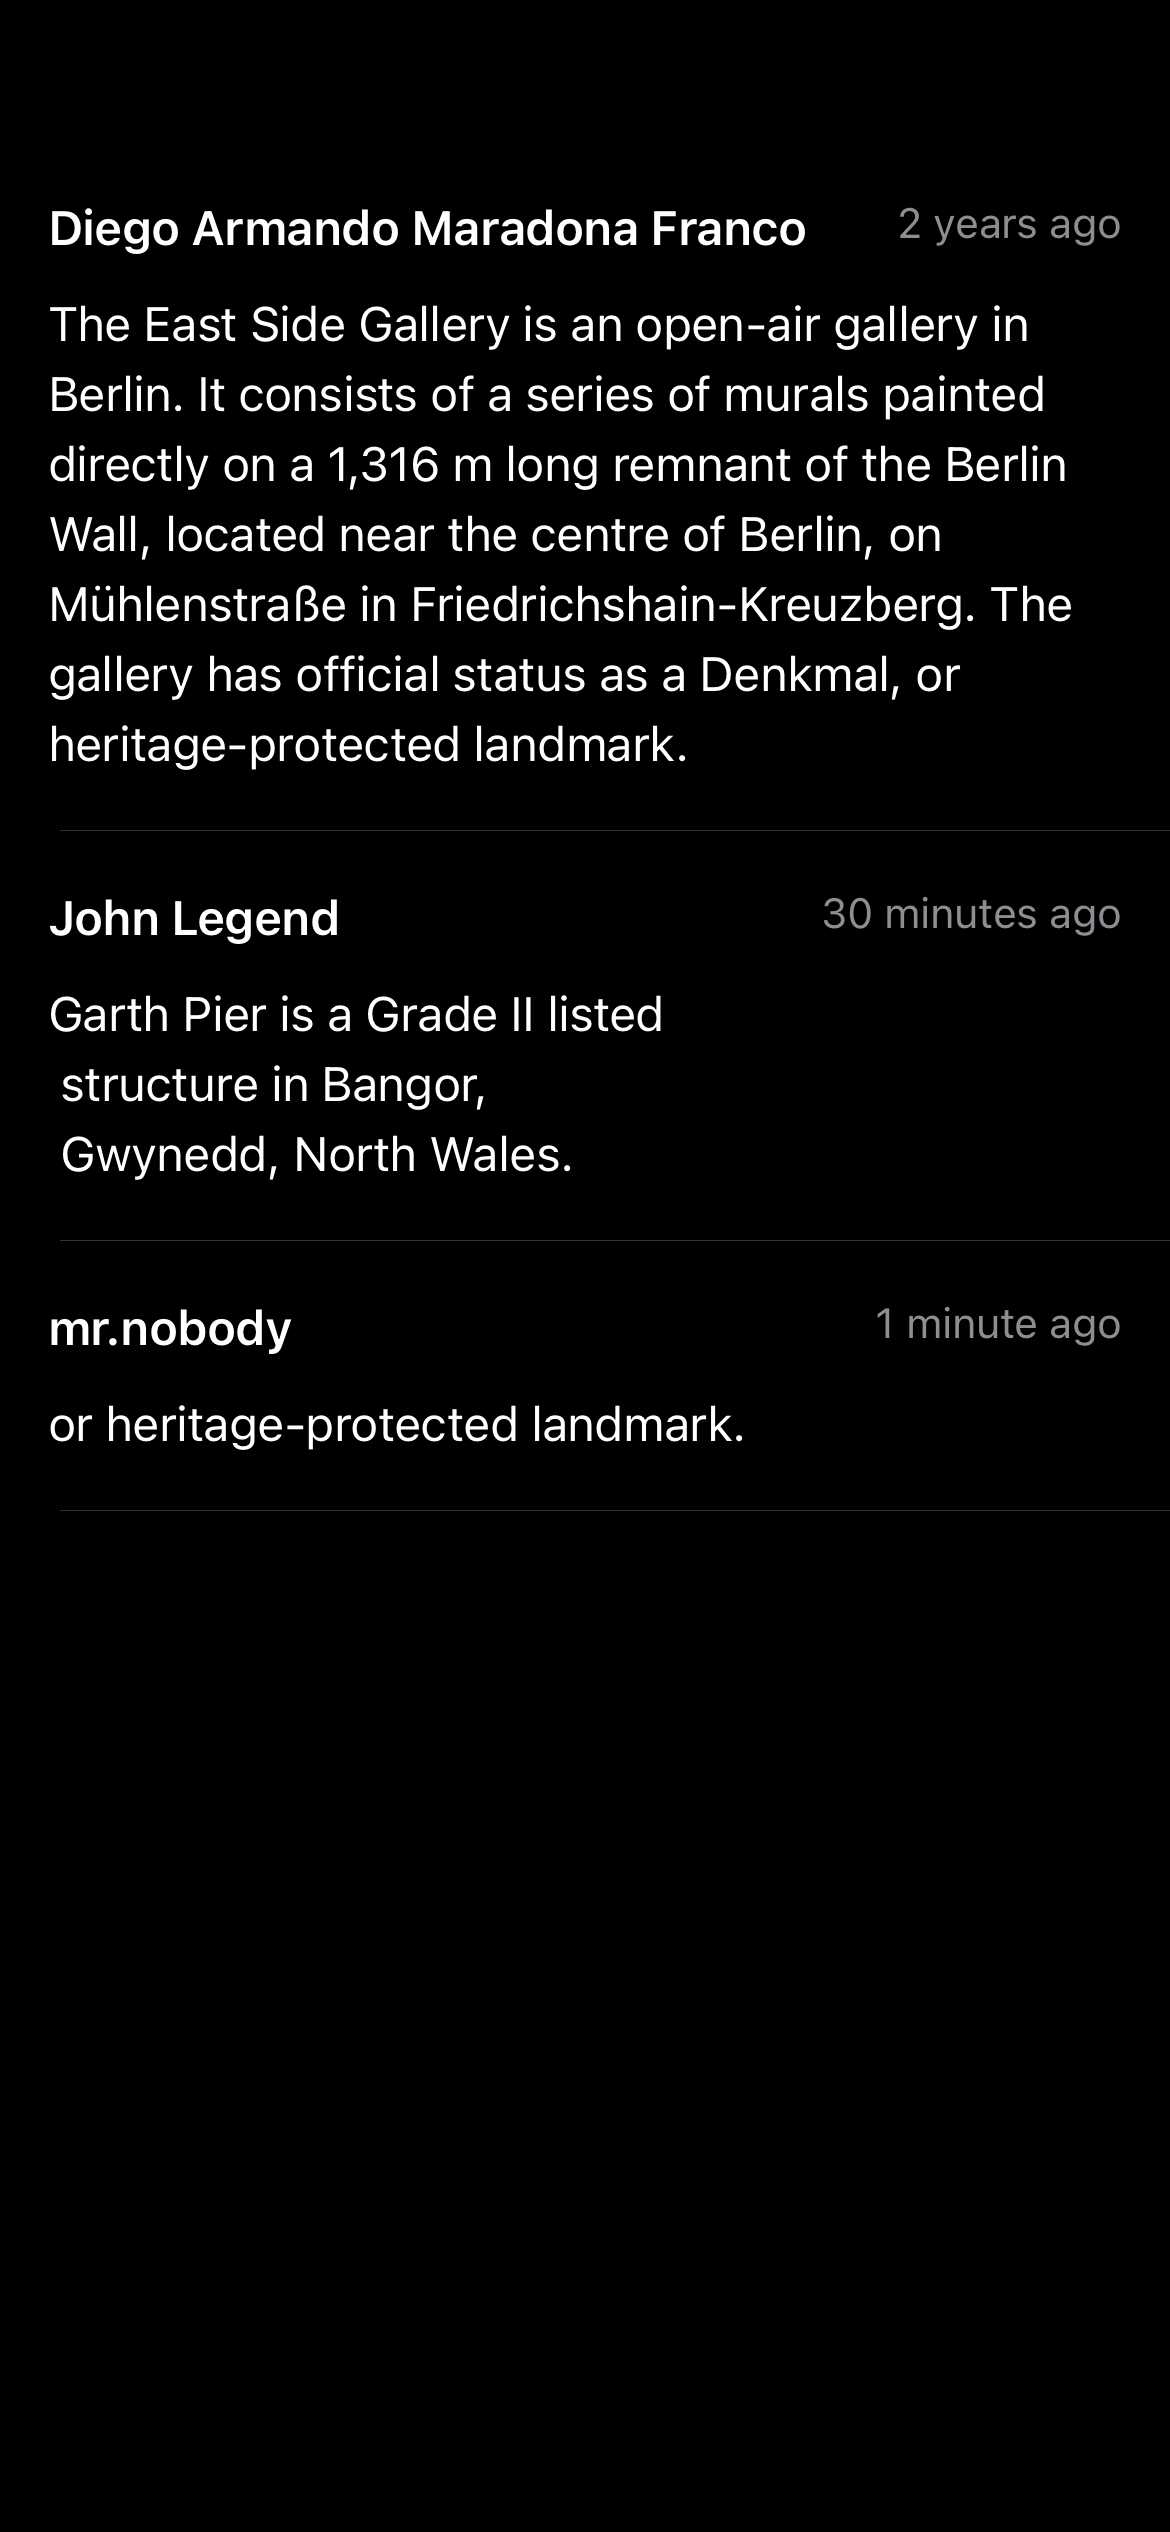 Diego Armando Maradona Franco
2 years ago
The East Side Gallery is an open-air gallery in
Berlin. It consists of a series of murals painted
directly on a 1,316 m long remnant of the Berlin
Wall, located near the centre of Berlin, on
Mühlenstraße in Friedrichshain-Kreuzberg. The
gallery has official status as a Denkmal, or
heritage-protected landmark.
John Legend
30 minutes ago
Garth Pier is a Grade II listed
structure in Bangor,
Gwynedd, North Wales.
mr.nobody
1 minute ago
or heritage-protected landmark.